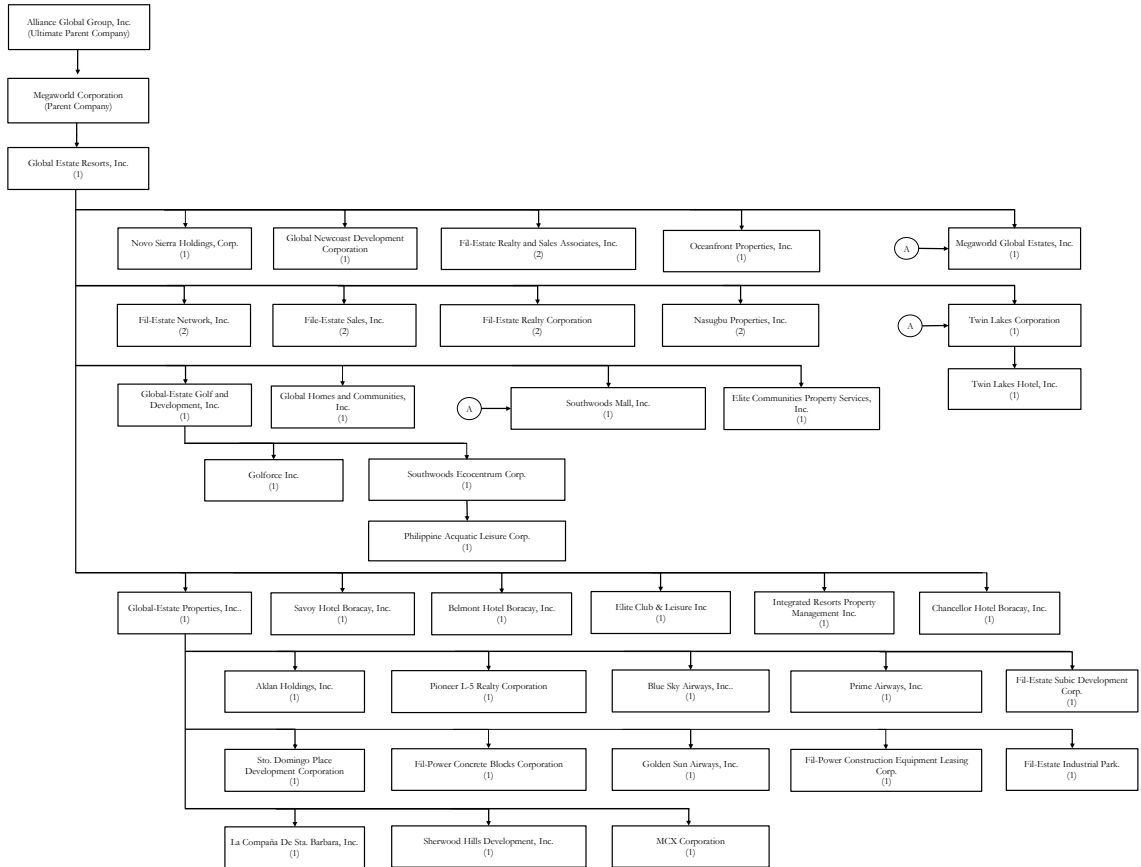 Alliance Global Group, Inc.
(Ultimate Parent Company)
Megaworld Corporation
(Parent Company)
Global Estate Resorts, Inc.
(1)
Novo Sierra Holdings, Corp.
(1)
Global Newcoast Development
Corporation
(1)
Fil-Estate Realty and Sales Associates, Inc.
(2)
Oceanfront Properties, Inc.
(1)
A
Megaworld Global Estates, Inc.
(1)
Fil-Estate Network, Inc.
(2)
File-Estate Sales, Inc.
(2)
Fil-Estate Realty Corporation
(2)
Nasugbu Properties, Inc.
(2)
A
Twin Lakes Corporation
(1)
Twin Lakes Hotel, Inc.
(1)
Global-Estate Golf and
Development, Inc.
(1)
Global Homes and Communities,
Inc.
(1)
A
Southwoods Mall, Inc.
(1)
Elite Communities Property Services,
Inc.
(1)
Golforce Inc.
(1)
Southwoods Ecocentrum Corp.
(1)
Philippine Acquatic Leisure Corp.
(1)
Global-Estate Properties, Inc..
(1)
Savoy Hotel Boracay, Inc.
(1)
Belmont Hotel Boracay, Inc.
(1)
Elite Club & Leisure Inc
(1)
Integrated Resorts Property
Management Inc.
(1)
Chancellor Hotel Boracay, Inc.
(1)
Aklan Holdings, Inc.
(1)
Pioneer L-5 Realty Corporation
(1)
Blue Sky Airways, Inc..
(1)
Prime Airways, Inc.
(1)
Fil-Estate Subic Development
Corp.
(1)
Sto. Domingo Place
Development Corporation
(1)
Fil-Power Concrete Blocks Corporation
(1)
Golden Sun Airways, Inc.
(1)
Fil-Power Construction Equipment Leasing
Corp.
(1)
Fil-Estate Industrial Park.
(1)
La Compaña De Sta. Barbara, Inc.
(1)
Sherwood Hills Development, Inc.
(1)
MCX Corporation
(1)